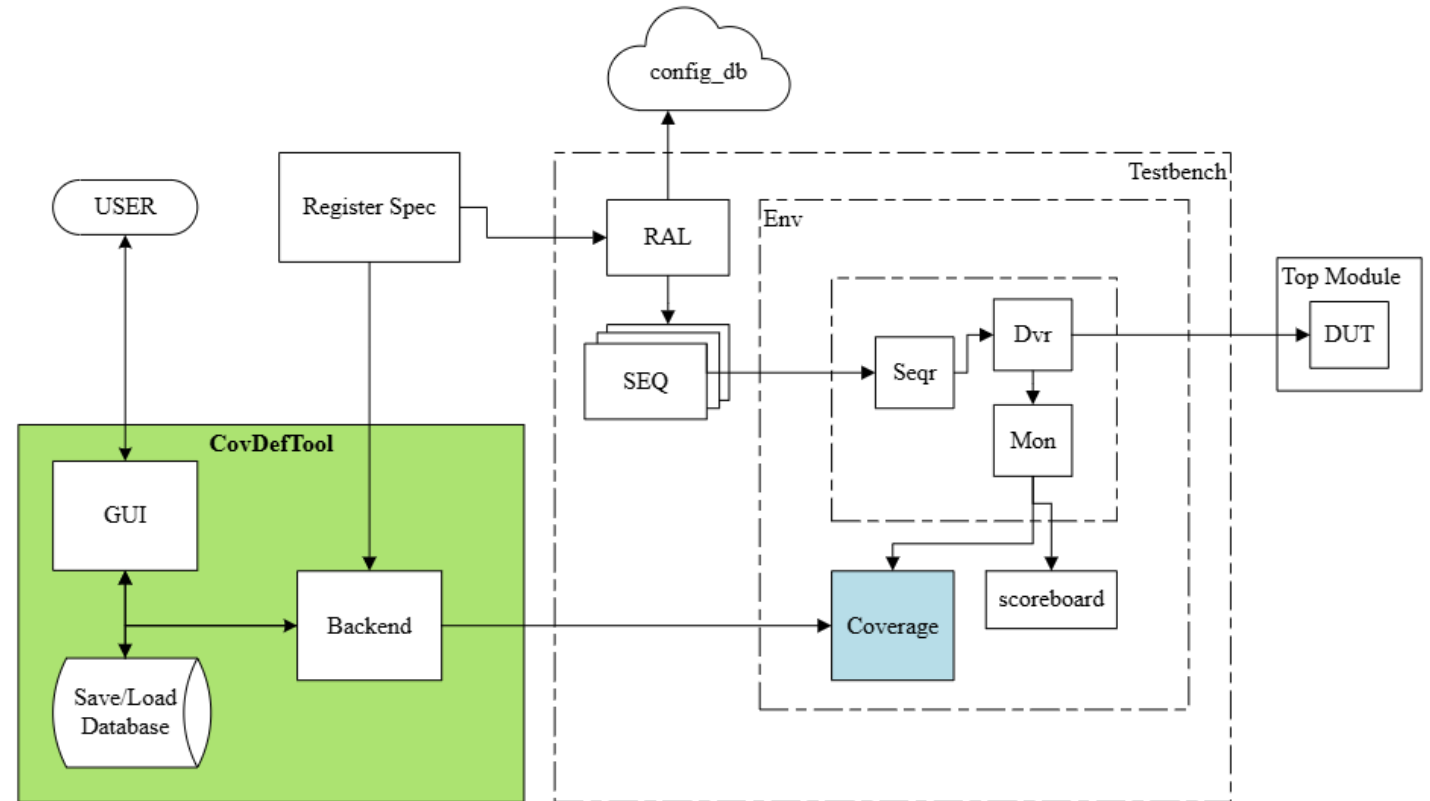 config_db
Testbench
USER
Register Spec
RAL
Env
Top Module
DUT
Dvr
Seqr
SEQ
Mon
CovDefTool
GUI
Backend
Coverage
scoreboard
Save/Load
Database